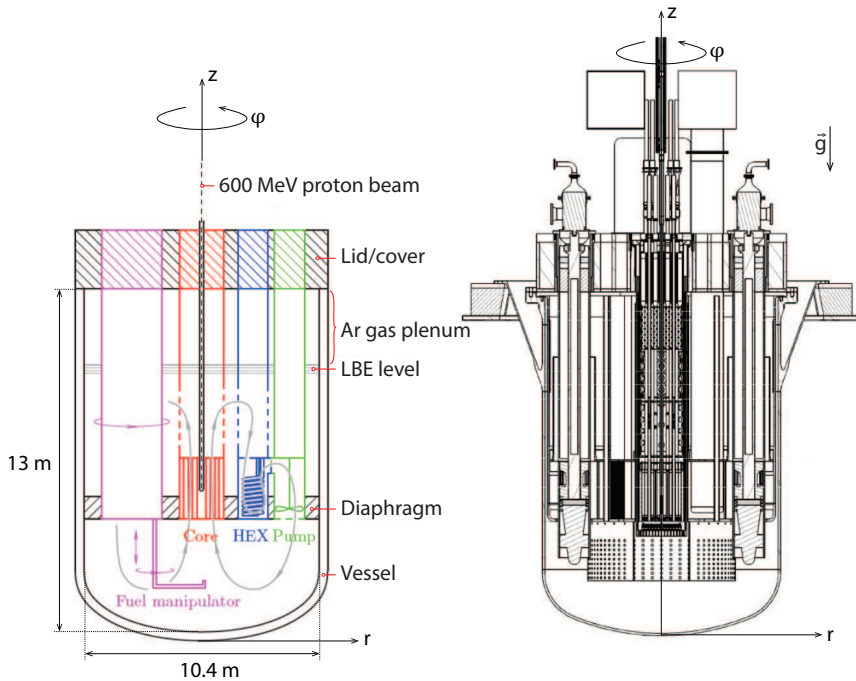 z
φ
600 MeV proton beam
Lid/cover
Ar gas plenum
LBE level
13 m
Diaphragm
Core
HEX
Pump
Vessel
Fuel manipulator
r
10.4 m
z
φ
g
r